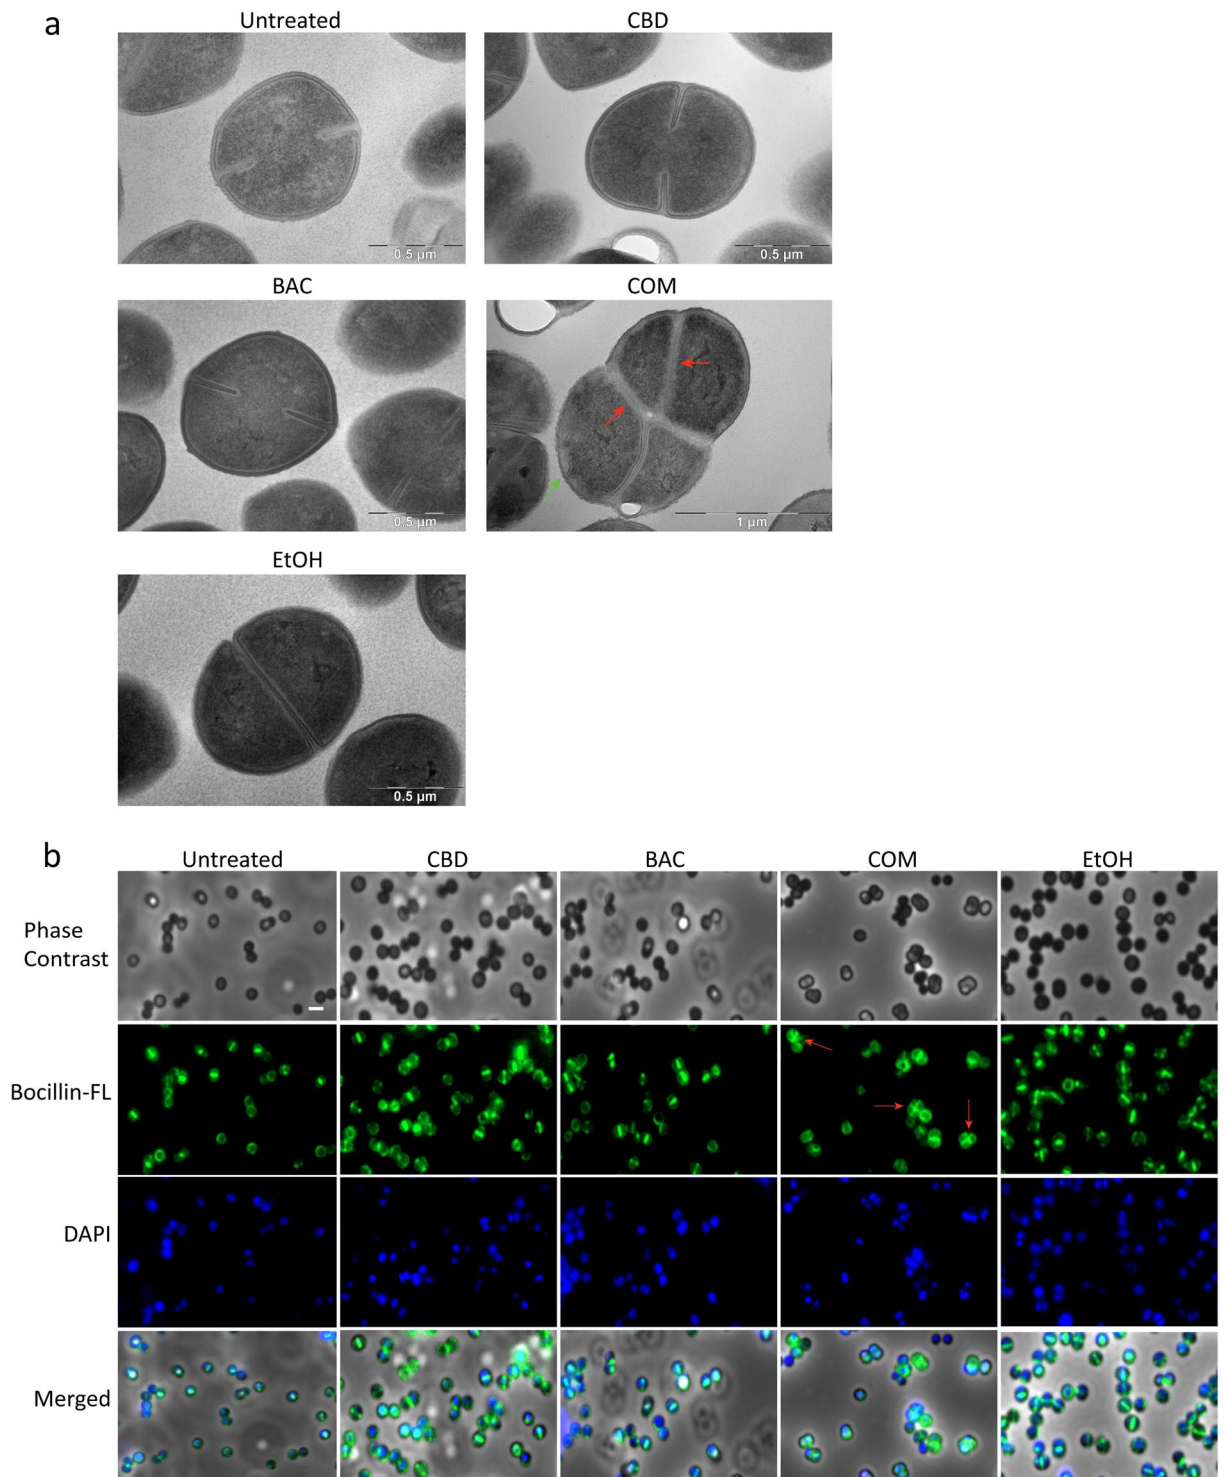 a
Untreated
CBD
0.5 µm
0.5 µm
BAC
COM
0.5 µm
1 µm
EtOH
0.5 µm
b
Untreated
CBD
BAC
COM
EtOH
Phase
Contrast
Bocillin-FL
DAPI
Merged